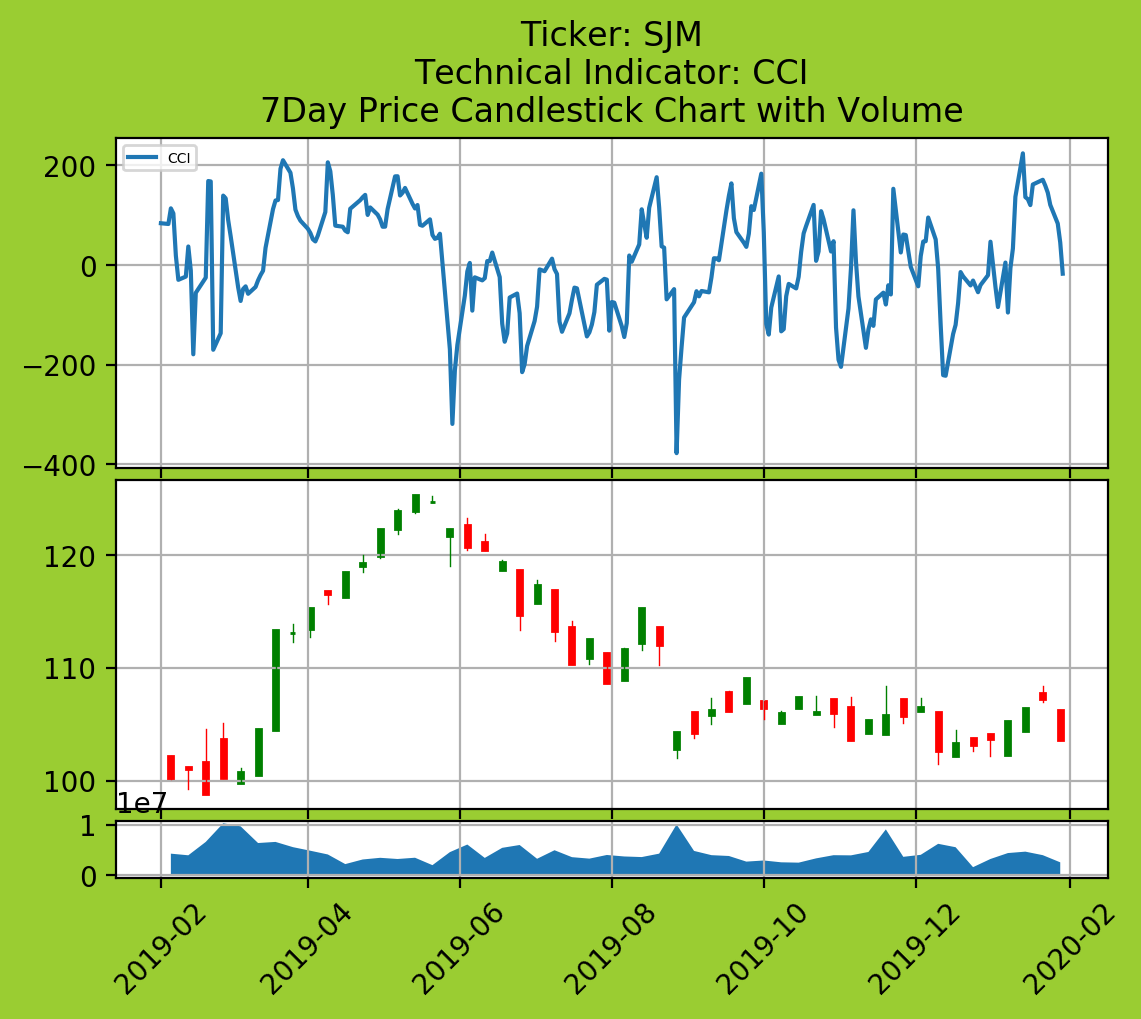 Ticker: SJM
Technical Indicator: CCI
7Day Price Candlestick Chart with Volume
200
CCI
0
−200
−400
120
110
100
1e7
1
0
2019-02 2019-04 2019-06 2019-08 2019-10 2019-12 2020-02